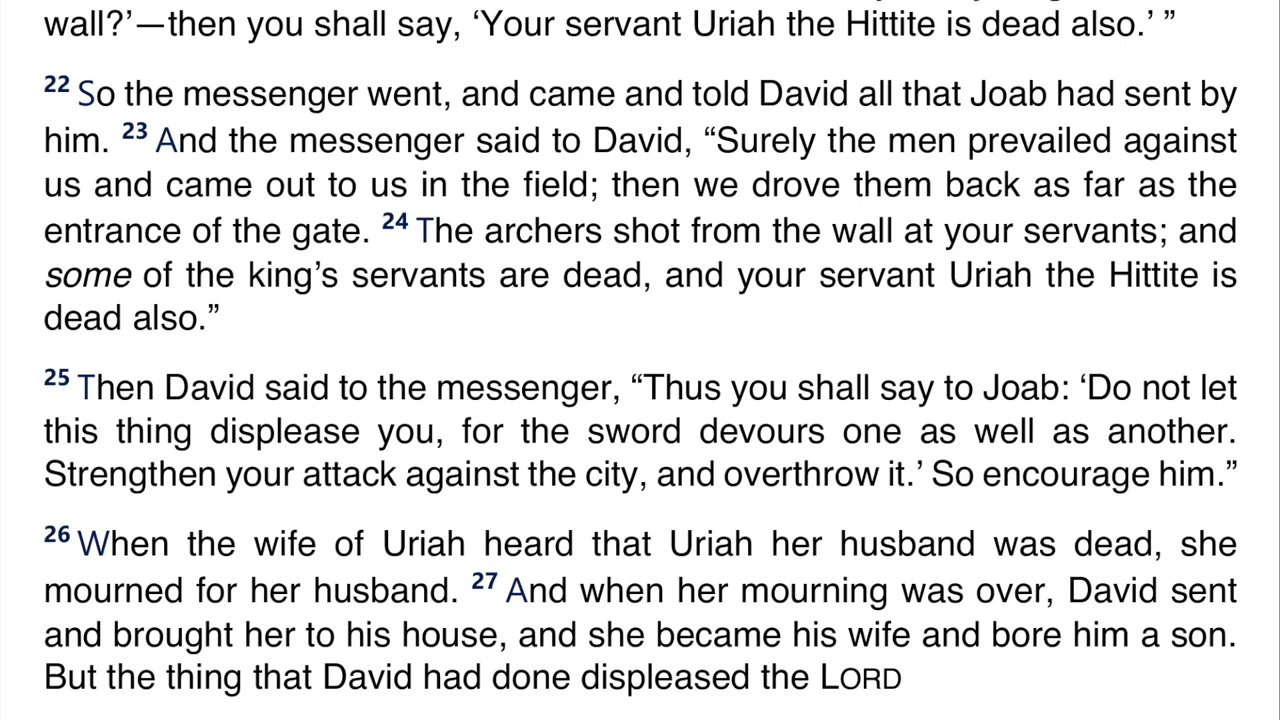 wall?’—then you shall say, ‘Your servant Uriah the Hittite is dead also.’ ”
22 So the messenger went, and came and told David all that Joab had sent by
him. 23 And the messenger said to David, “Surely the men prevailed against
us and came out to us in the field; then we drove them back as far as the
entrance of the gate. 24 The archers shot from the wall at your servants; and
some of the king’s servants are dead, and your servant Uriah the Hittite is
dead also.”
25 Then David said to the messenger, “Thus you shall say to Joab: ‘Do not let
this thing displease you, for the sword devours one as well as another.
Strengthen your attack against the city, and overthrow it.’ So encourage him.”
26 When the wife of Uriah heard that Uriah her husband was dead, she
mourned for her husband. 27 And when her mourning was over, David sent
and brought her to his house, and she became his wife and bore him a son.
But the thing that David had done displeased the LORD